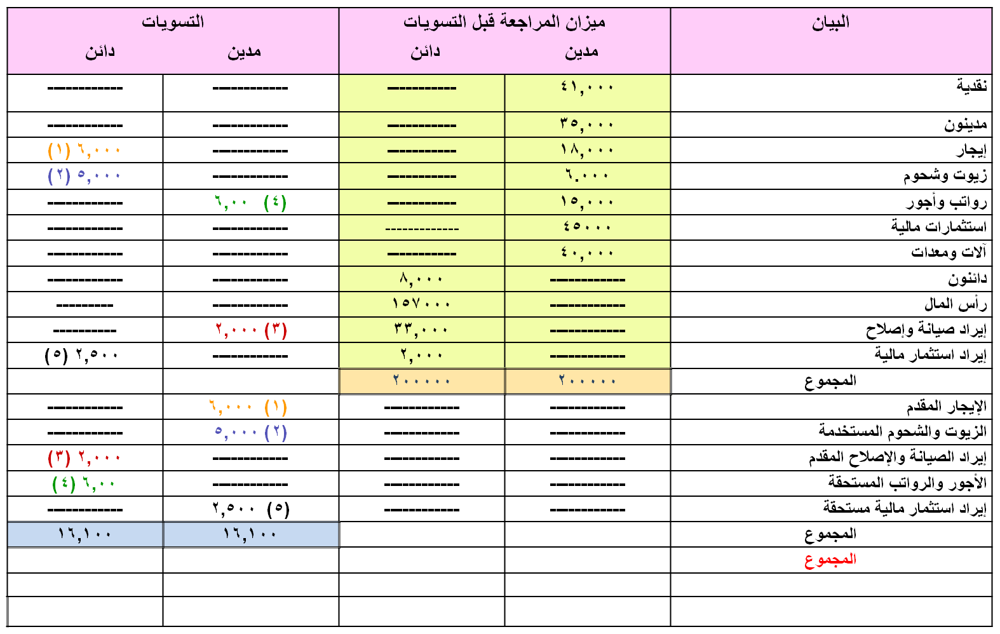 البيان ميزان المراجعة قبل التسويات التسويات
مدين دائن مدين دائن
نقدية ٤١,٠٠٠ ----------- ------------ ------------
مدينون ٣٥,٠٠٠ ----------- ------------ ------------
إيجار ١٨,٠٠٠ ----------- ------------ ٦,٠٠٠ (١)
زيوت وشحوم ٦.٠٠٠ ----------- ------------ ٥,٠٠٠ (٢)
رواتب وأجور ١٥,٠٠٠ ----------- (٤) ٦,٠٠ ------------
استثمارات مالية ٤٥٠٠٠ ------------- ------------ ------------
آلات ومعدات ٤٠,٠٠٠ ----------- ------------ ------------
دائنون ------------ ٨,٠٠٠ ------------ ------------
رأس المال ------------ ١٥٧٠٠٠ ------------ ---------
إيراد صيانة وإصلاح ------------ ٣٣,٠٠٠ (٣) ٢,٠٠٠ ----------
إيراد استثمار مالية ------------ ٢,٠٠٠ ------------ ٢,٥٠٠ (٥)
المجموع ٢٠٠٠٠٠ ٢٠٠٠٠٠
الإيجار المقدم ------------ ------------ (١) ٦,٠٠٠ ------------
الزيوت والشحوم المستخدمة ------------ ------------ (٢) ٥,٠٠٠ ------------
إيراد الصيانة والإصلاح المقدم ------------ ------------ ------------ ٢,٠٠٠ (٣)
الأجور والرواتب المستحقة ------------ ------------ ------------ ٦,٠٠ (٤)
إيراد استثمار مالية مستحقة ------------ ------------ (٥) ٢,٥٠٠ ------------
المجموع ١٦,١٠٠ ١٦,١٠٠
المجموع